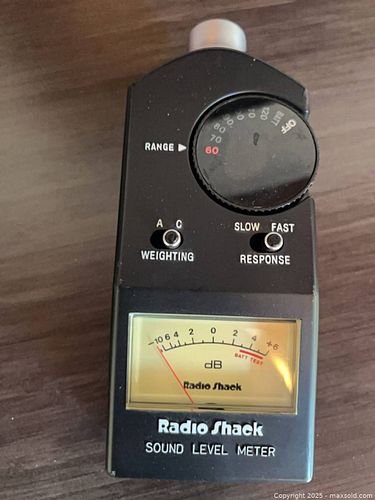 OFF
BATT
120
70
60
RANGE
A C
WEIGHTING
SLOW FAST
RESPONSE
-10 6 4 2 0 2 4 +6
BATT TEST
dB
Radio Shack
Radio Shack
SOUND LEVEL METER
Copyright 2025 - maxsold.com